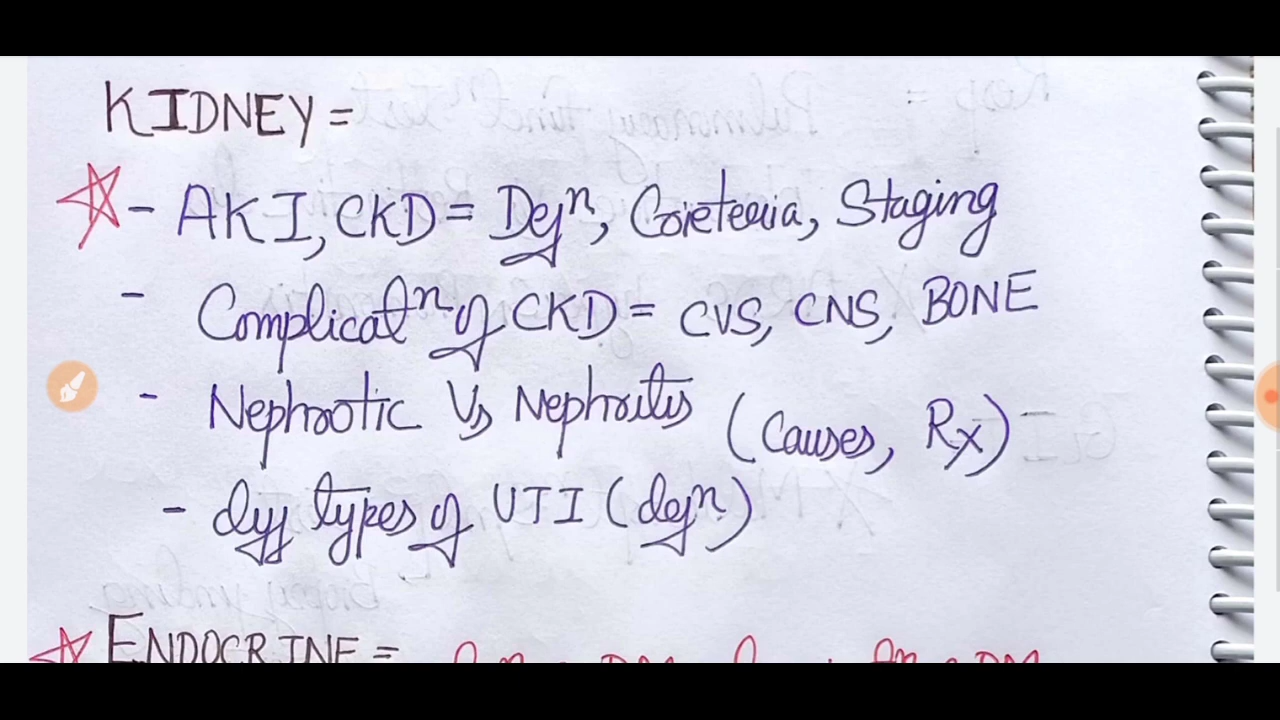 KIDNEY =
- AKI, CKD = Defⁿ, Crieteria, Staging
- Complicatⁿ of CKD = CVS, CNS, BONE
- Nephrotic Vs Nephritis (Causes, Rx)
- diff types of UTI (defⁿ)
ENDOCRINE =